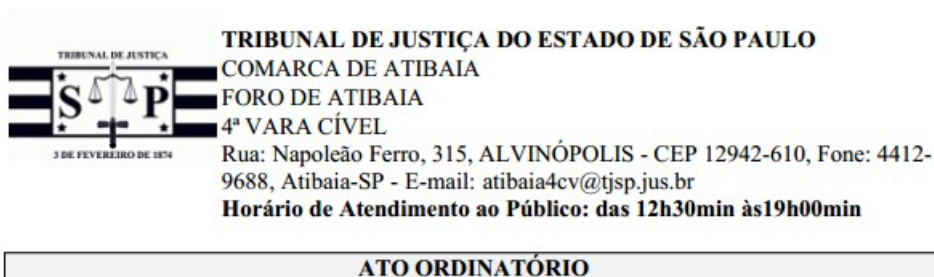 TRIBUNAL DE JUSTIÇA
S P
3 DE FEVEREIRO DE 1874
TRIBUNAL DE JUSTIÇA DO ESTADO DE SÃO PAULO
COMARCA DE ATIBAIA
FORO DE ATIBAIA
4ª VARA CÍVEL
Rua: Napoleão Ferro, 315, ALVINÓPOLIS - CEP 12942-610, Fone: 4412-
9688, Atibaia-SP - E-mail: atibaia4cv@tjsp.jus.br
Horário de Atendimento ao Público: das 12h30min às19h00min
ATO ORDINATÓRIO